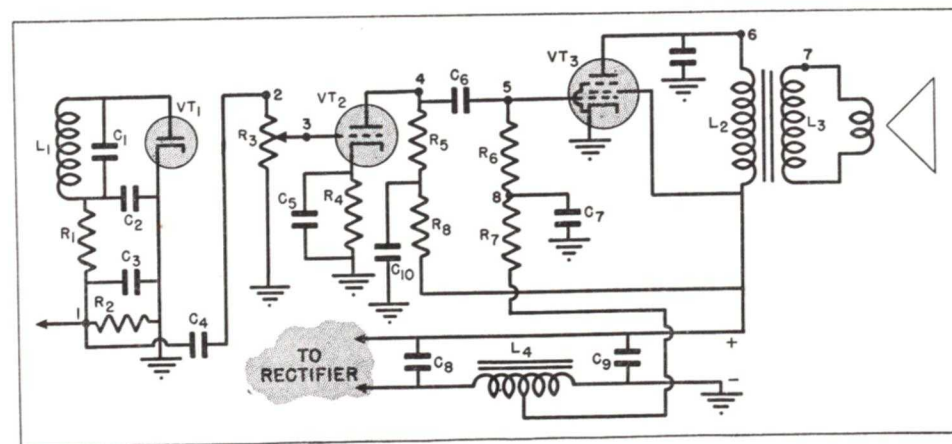 VT1
L1
C1
C2
R1
C3
R2
1
C4
2
R3
3
VT2
C5
R4
4
R5
C10
R8
C6
5
R6
8
R7
C7
VT3
6
L2
L3
7
TO
RECTIFIER
C8
L4
C9
+
-